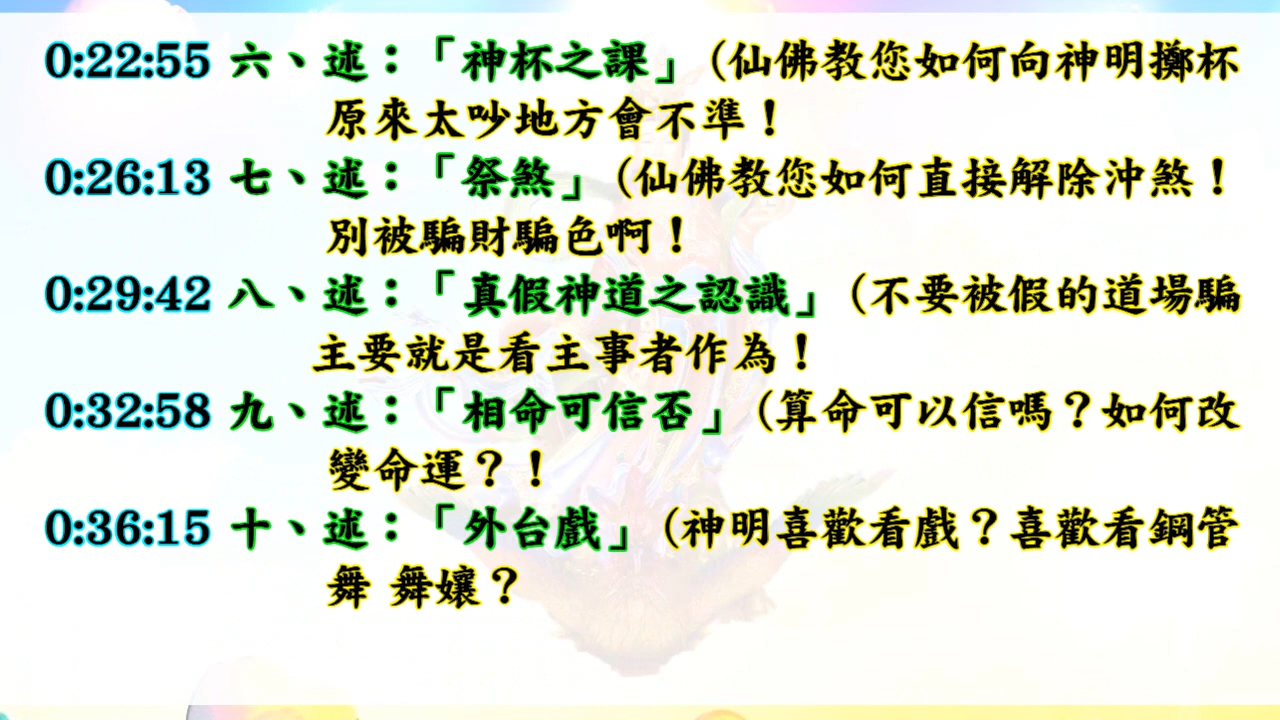 0:22:55 六、述：「神杯之課」(仙佛教您如何向神明擲杯
原來太吵地方會不準！
0:26:13 七、述：「祭煞」(仙佛教您如何直接解除沖煞！
別被騙財騙色啊！
0:29:42 八、述：「真假神道之認識」(不要被假的道場騙
主要就是看主事者作為！
0:32:58 九、述：「相命可信否」(算命可以信嗎？如何改
變命運？！
0:36:15 十、述：「外台戲」(神明喜歡看戲？喜歡看鋼管
舞 舞孃？